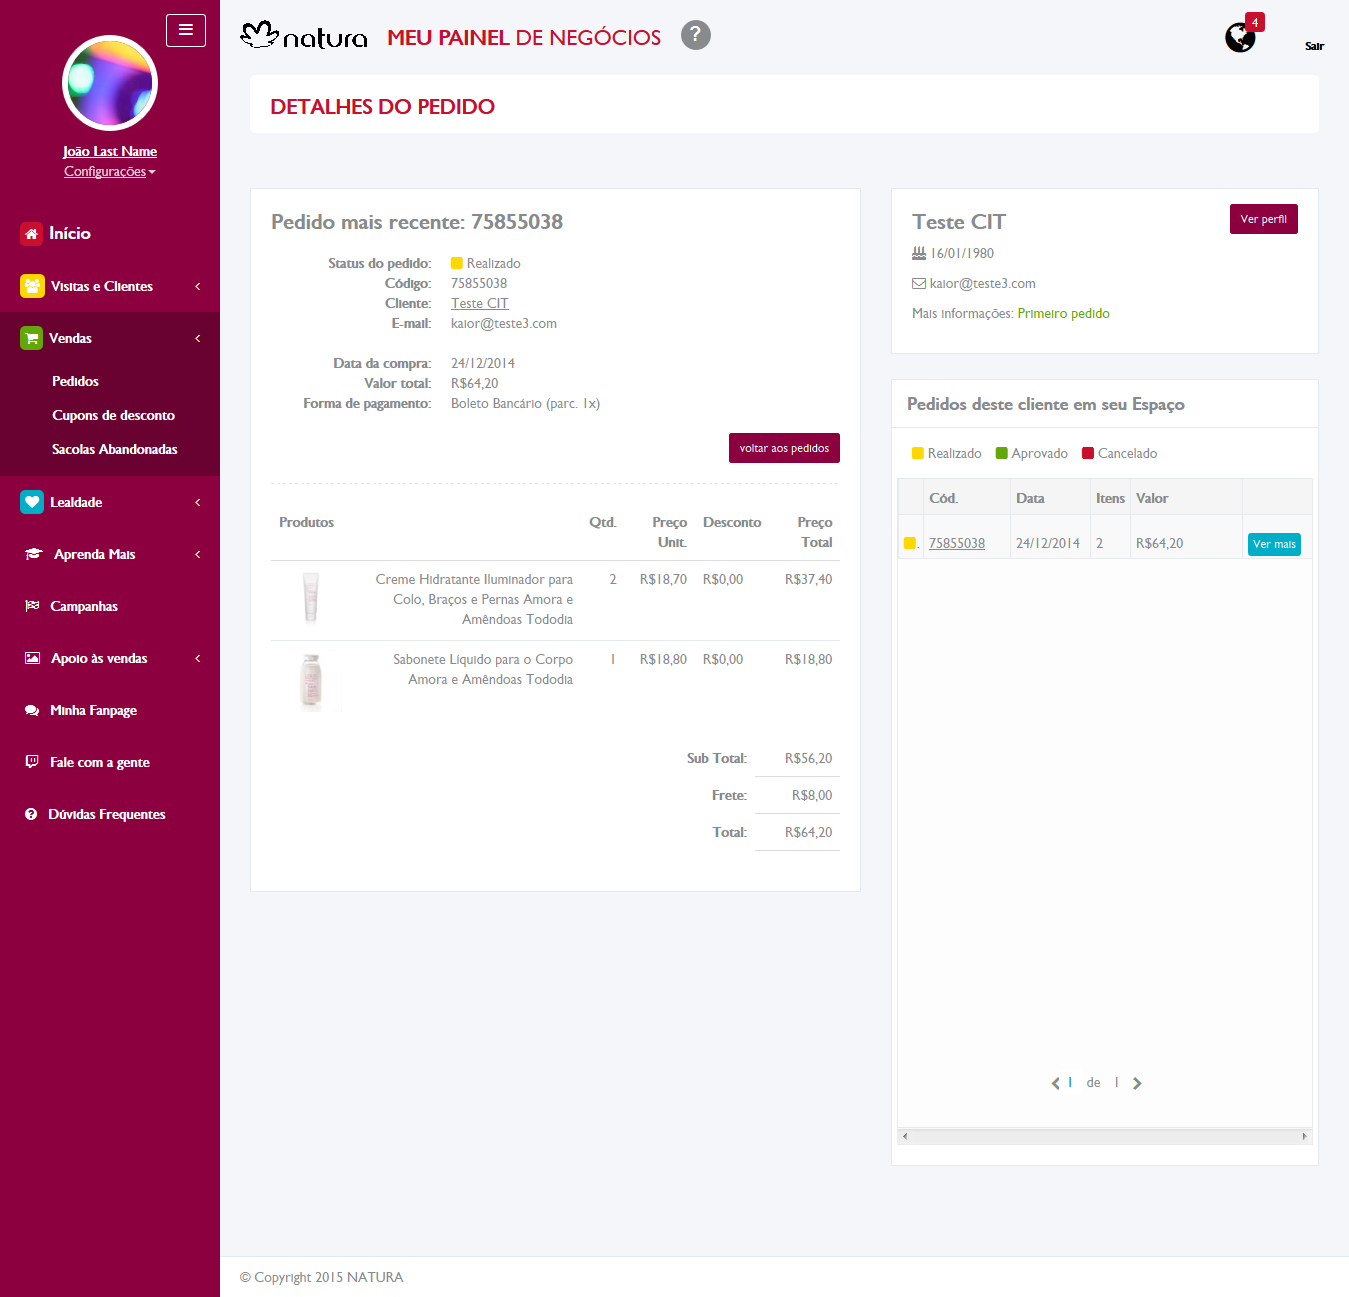 João Last Name
Configurações
Início
Visitas e Clientes
Vendas
Pedidos
Cupons de desconto
Sacolas Abandonadas
Lealdade
Aprenda Mais
Campanhas
Apoio às vendas
Minha Fanpage
Fale com a gente
Dúvidas Frequentes
natura MEU PAINEL DE NEGÓCIOS ?
4
Sair
DETALHES DO PEDIDO
Pedido mais recente: 75855038
Status do pedido: Realizado
Código: 75855038
Cliente: Teste CIT
E-mail: kaior@teste3.com
Data da compra: 24/12/2014
Valor total: R$64,20
Forma de pagamento: Boleto Bancário (parc. 1x)
voltar aos pedidos
Produtos Qtd. Preço Desconto Preço
Unit. Total
Creme Hidratante Iluminador para 2 R$18,70 R$0,00 R$37,40
Colo, Braços e Pernas Amora e
Amêndoas Tododia
Sabonete Líquido para o Corpo 1 R$18,80 R$0,00 R$18,80
Amora e Amêndoas Tododia
Sub Total: R$56,20
Frete: R$8,00
Total: R$64,20
Teste CIT
Ver perfil
16/01/1980
kaior@teste3.com
Mais informações: Primeiro pedido
Pedidos deste cliente em seu Espaço
Realizado Aprovado Cancelado
Cód. Data Itens Valor
. 75855038 24/12/2014 2 R$64,20 Ver mais
1 de 1
© Copyright 2015 NATURA